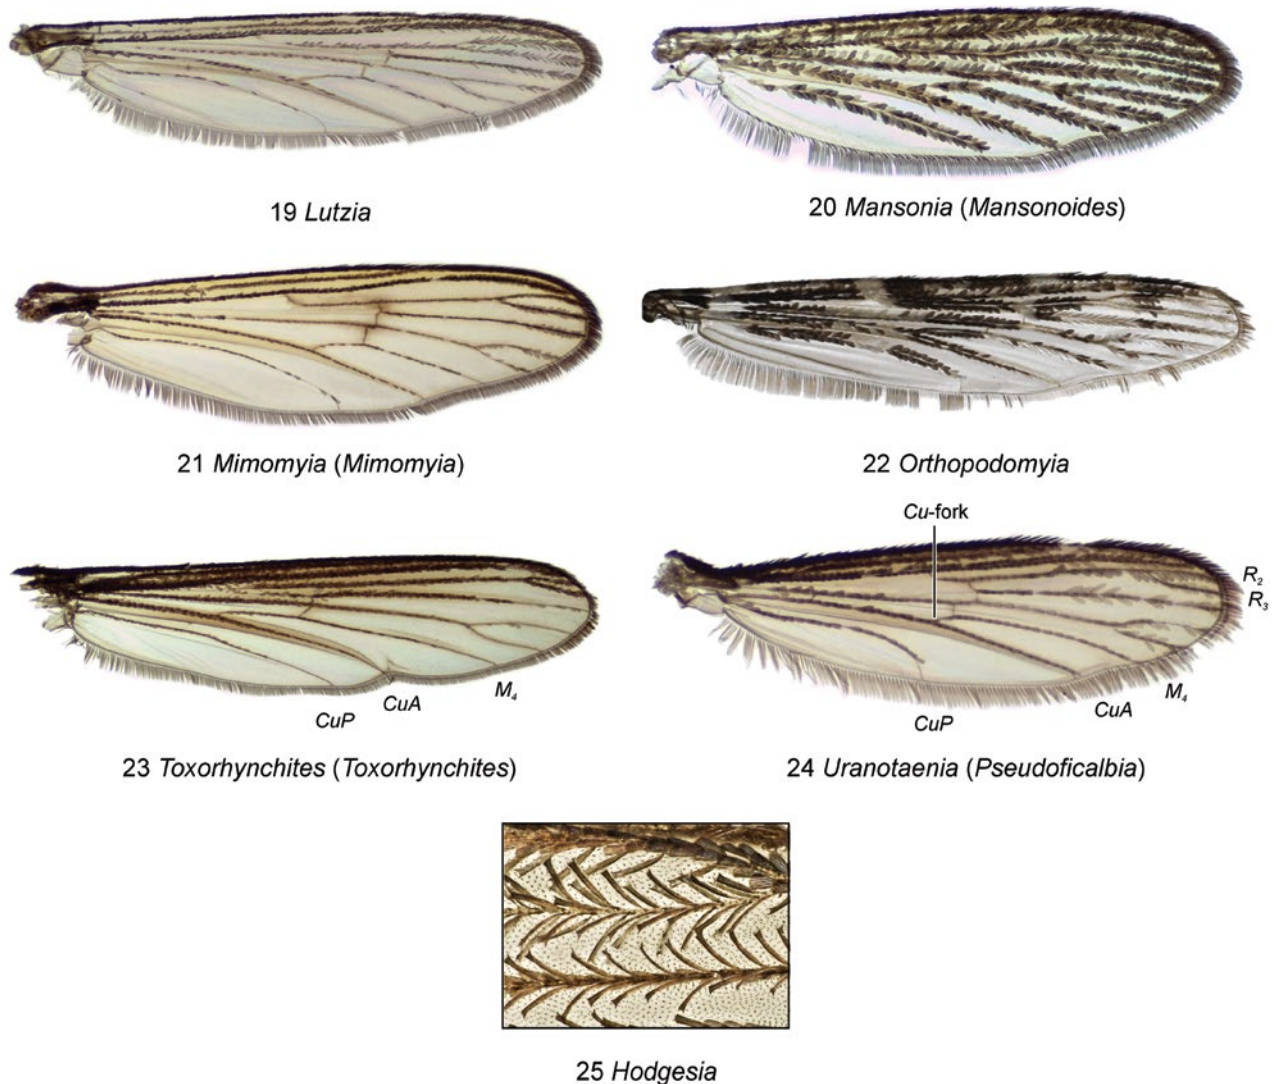 19 Lutzia
20 Mansonia (Mansonoides)
21 Mimomyia (Mimomyia)
22 Orthopodomyia
Cu-fork
R2
R3
M4
CuA
CuP
M4
CuA
CuP
23 Toxorhynchites (Toxorhynchites)
24 Uranotaenia (Pseudoficalbia)
25 Hodgesia